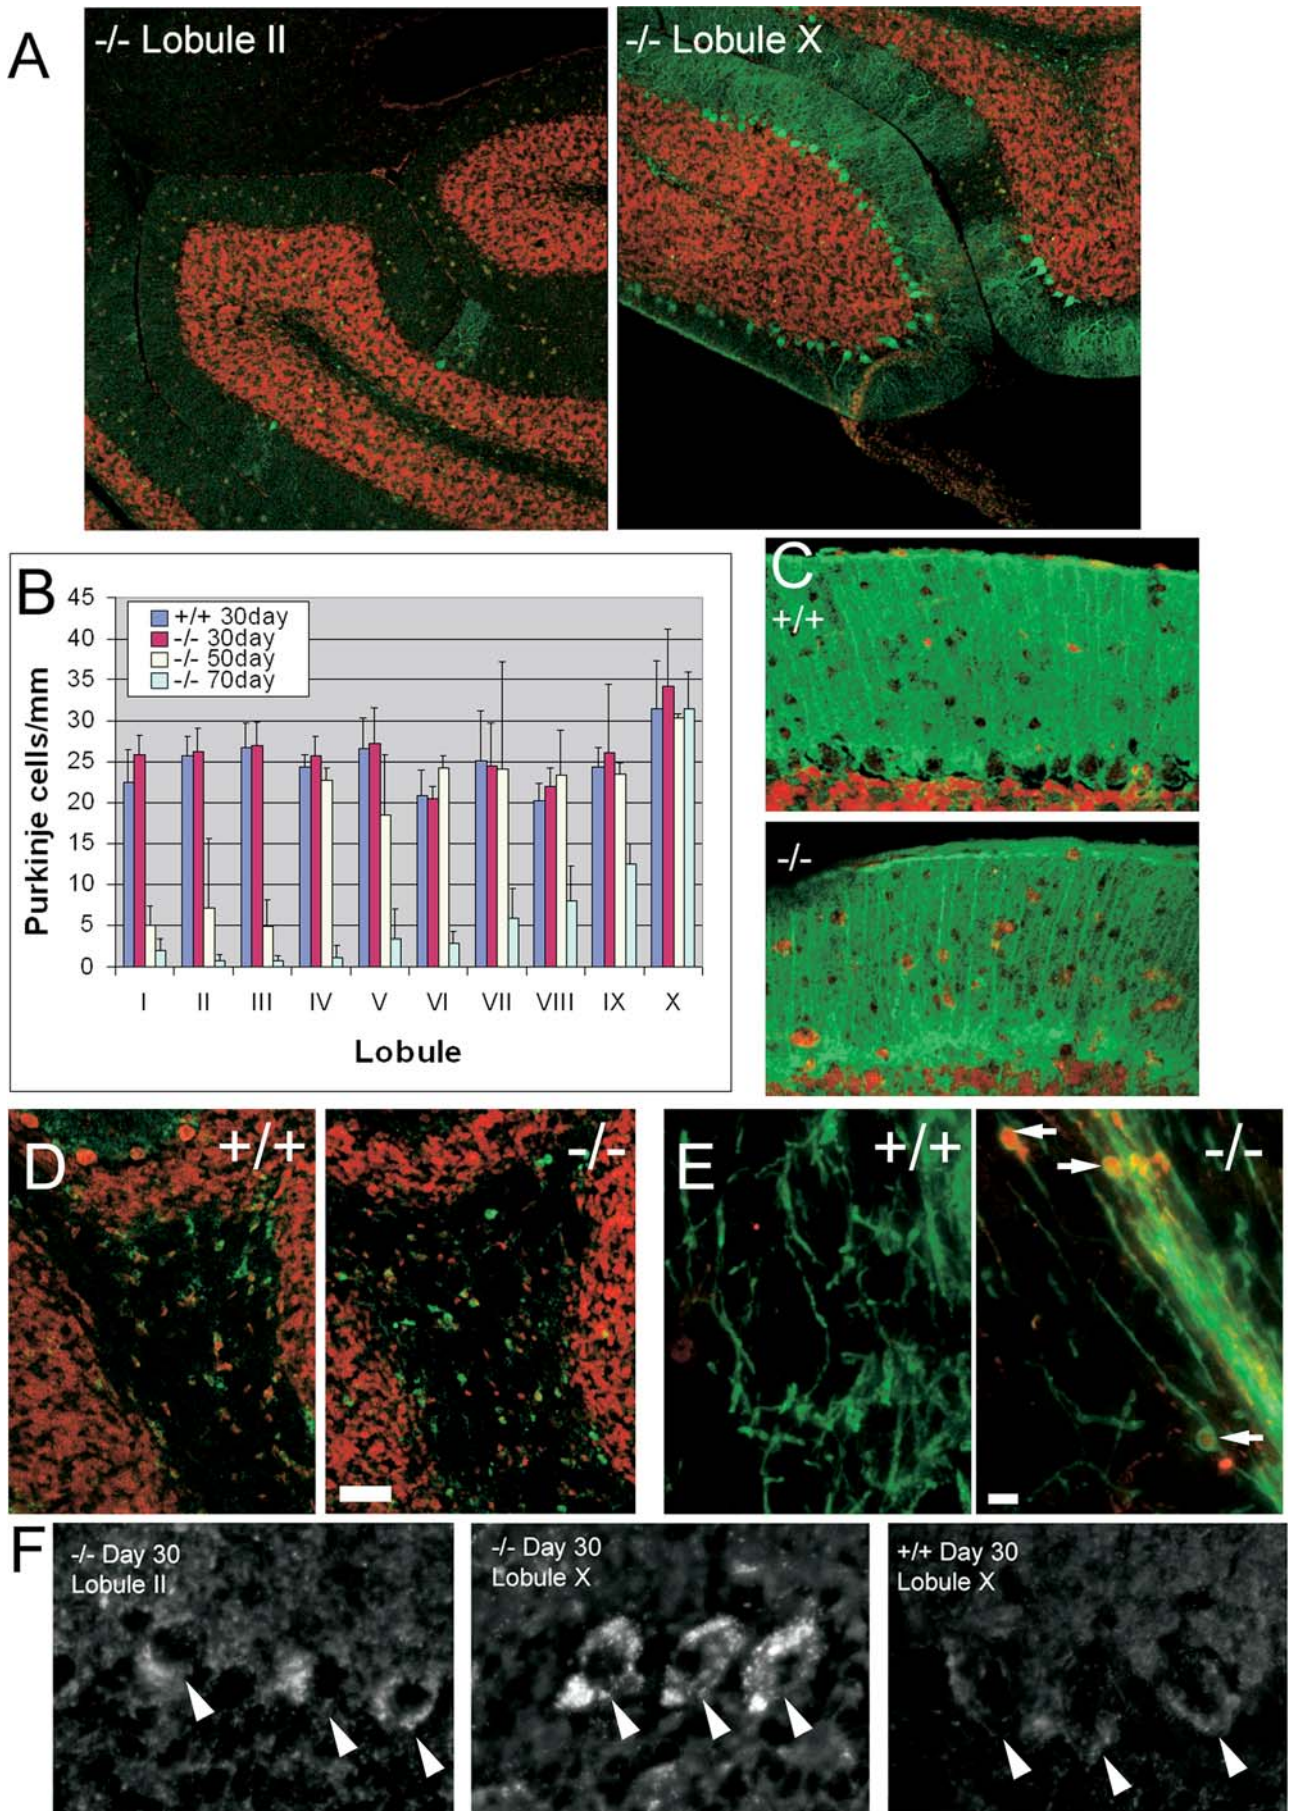 A
-/- Lobule II
-/- Lobule X
B
45
40
35
30
25
20
15
10
5
0
+/+ 30day
-/- 30day
-/- 50day
-/- 70day
Purkinje cells/mm
I II III IV V VI VII VIII IX X
Lobule
C
+/+
-/-
D
+/+
-/-
E
+/+
-/-
F
-/- Day 30
Lobule II
-/- Day 30
Lobule X
+/+ Day 30
Lobule X